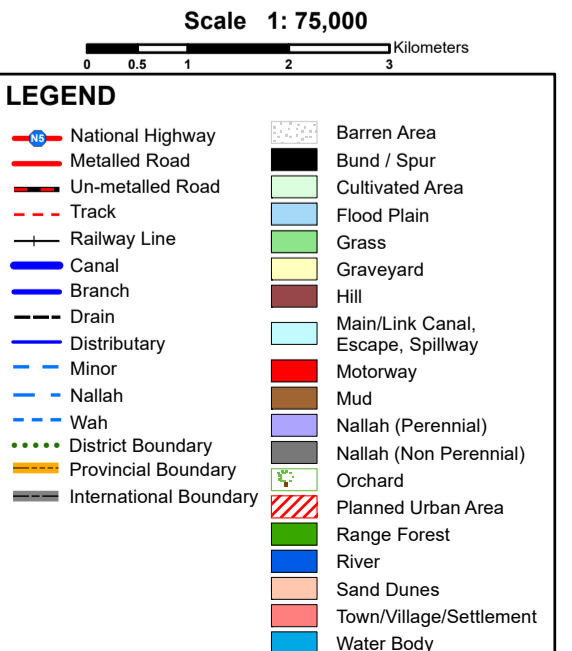 Scale 1: 75,000
Kilometers
0 0.5 1 2 3
LEGEND
N5 National Highway
Metalled Road
Un-metalled Road
Track
Railway Line
Canal
Branch
Drain
Distributary
Minor
Nallah
Wah
District Boundary
Provincial Boundary
International Boundary
Barren Area
Bund / Spur
Cultivated Area
Flood Plain
Grass
Graveyard
Hill
Main/Link Canal,
Escape, Spillway
Motorway
Mud
Nallah (Perennial)
Nallah (Non Perennial)
Orchard
Planned Urban Area
Range Forest
River
Sand Dunes
Town/Village/Settlement
Water Body